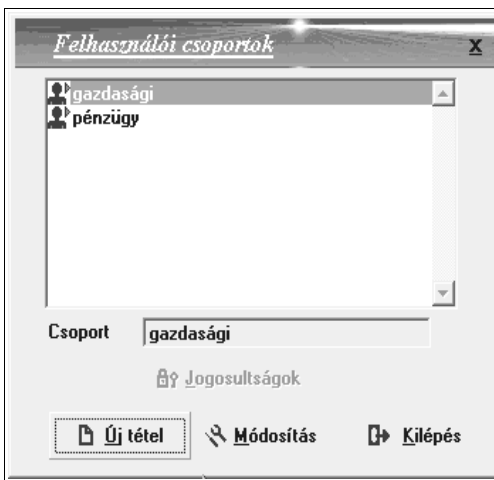 Felhasználói csoportok x
gazdasági
pénzügy
Csoport gazdasági
Jogosultságok
Új tétel Módosítás Kilépés